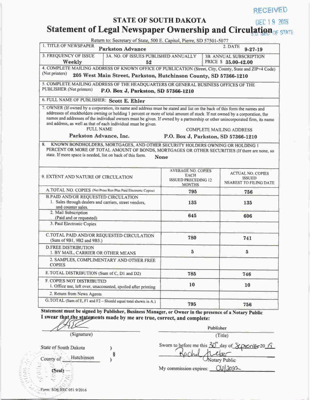 RECEIVED
DEC 19 2019
STATE OF SOUTH DAKOTA
Statement of Legal Newspaper Ownership and Circulation
Return to: Secretary of State, 500 E. Capitol, Pierre, SD 57501-5077
1. TITLE OF NEWSPAPER
Parkston Advance
2. DATE
9-27-19
3. FREQUENCY OF ISSUE
Weekly
3A. NO. OF ISSUES PUBLISHED ANNUALLY
52
3B. ANNUAL SUBSCRIPTION
PRICE $ 35.00-42.00
4. COMPLETE MAILING ADDRESS OF KNOWN OFFICE OF PUBLICATION (Street, City, County, State and ZIP+4 Code)
(Not printers)
205 West Main Street, Parkston, Hutchinson County, SD 57366-1210
5. COMPLETE MAILING ADDRESS OF THE HEADQUARTERS OF GENERAL BUSINESS OFFICES OF THE
PUBLISHER (Not printers)
P.O. Box J, Parkston, SD 57366-1210
6. FULL NAME OF PUBLISHER: Scott E. Ehler
7. OWNER (If owned by a corporation, its name and address must be stated and list on the back of this form the names and
addresses of stockholders owning or holding 1 percent or more of total amount of stock. If not owned by a corporation, the
names and addresses of the individual owners must be given. If owned by a partnership or other unincorporated firm, its name
and address, as well as that of each individual must be given.
FULL NAME
COMPLETE MAILING ADDRESS
Parkston Advance, Inc.
P.O. Box J, Parkston, SD 57366-1210
8. KNOWN BONDHOLDERS, MORTGAGES, AND OTHER SECURITY HOLDERS OWNING OR HOLDING 1
PERCENT OR MORE OF TOTAL AMOUNT OF BONDS, MORTGAGES OR OTHER SECURITIES (If there are none, so
state. If more space is needed, list on back of this form.
None
9. EXTENT AND NATURE OF CIRCULATION
AVERAGE NO. COPIES
EACH
ISSUED PRECEDING 12
MONTHS
ACTUAL NO. COPIES
ISSUED
NEAREST TO FILING DATE
A.TOTAL NO. COPIES (Net Press Run Plus Paid Electronic Copies)
795
756
B.PAID AND/OR REQUESTED CIRCULATION
1. Sales through dealers and carriers, street vendors,
and counter sales.
135
135
2. Mail Subscription
(Paid and or requested)
645
606
3. Paid Electronic Copies
C.TOTAL PAID AND/OR REQUESTED CIRCULATION
(Sum of 9B1, 9B2 and 9B3.)
780
741
D.FREE DISTRIBUTION
1. BY MAIL, CARRIER OR OTHER MEANS
5
5
2. SAMPLES, COMPLIMENTARY AND OTHER FREE
COPIES
E. TOTAL DISTRIBUTION (Sum of C, D1 and D2)
785
746
F. COPIES NOT DISTRIBUTED
1. Office use, left over, unaccounted, spoiled after printing
10
10
2. Return from News Agents
G.TOTAL (Sum of E, F1 and F2 - Should equal total shown in A.)
795
756
Statement must be signed by Publisher, Business Manager, or Owner in the presence of a Notary Public
I swear that the statements made by me are true, correct, and complete:
(Signature)
Publisher
(Title)
State of South Dakota )
County of Hutchinson )
§
Sworn to before me this 30th day of September 2019
Notary Public
(Seal)
My commission expires: